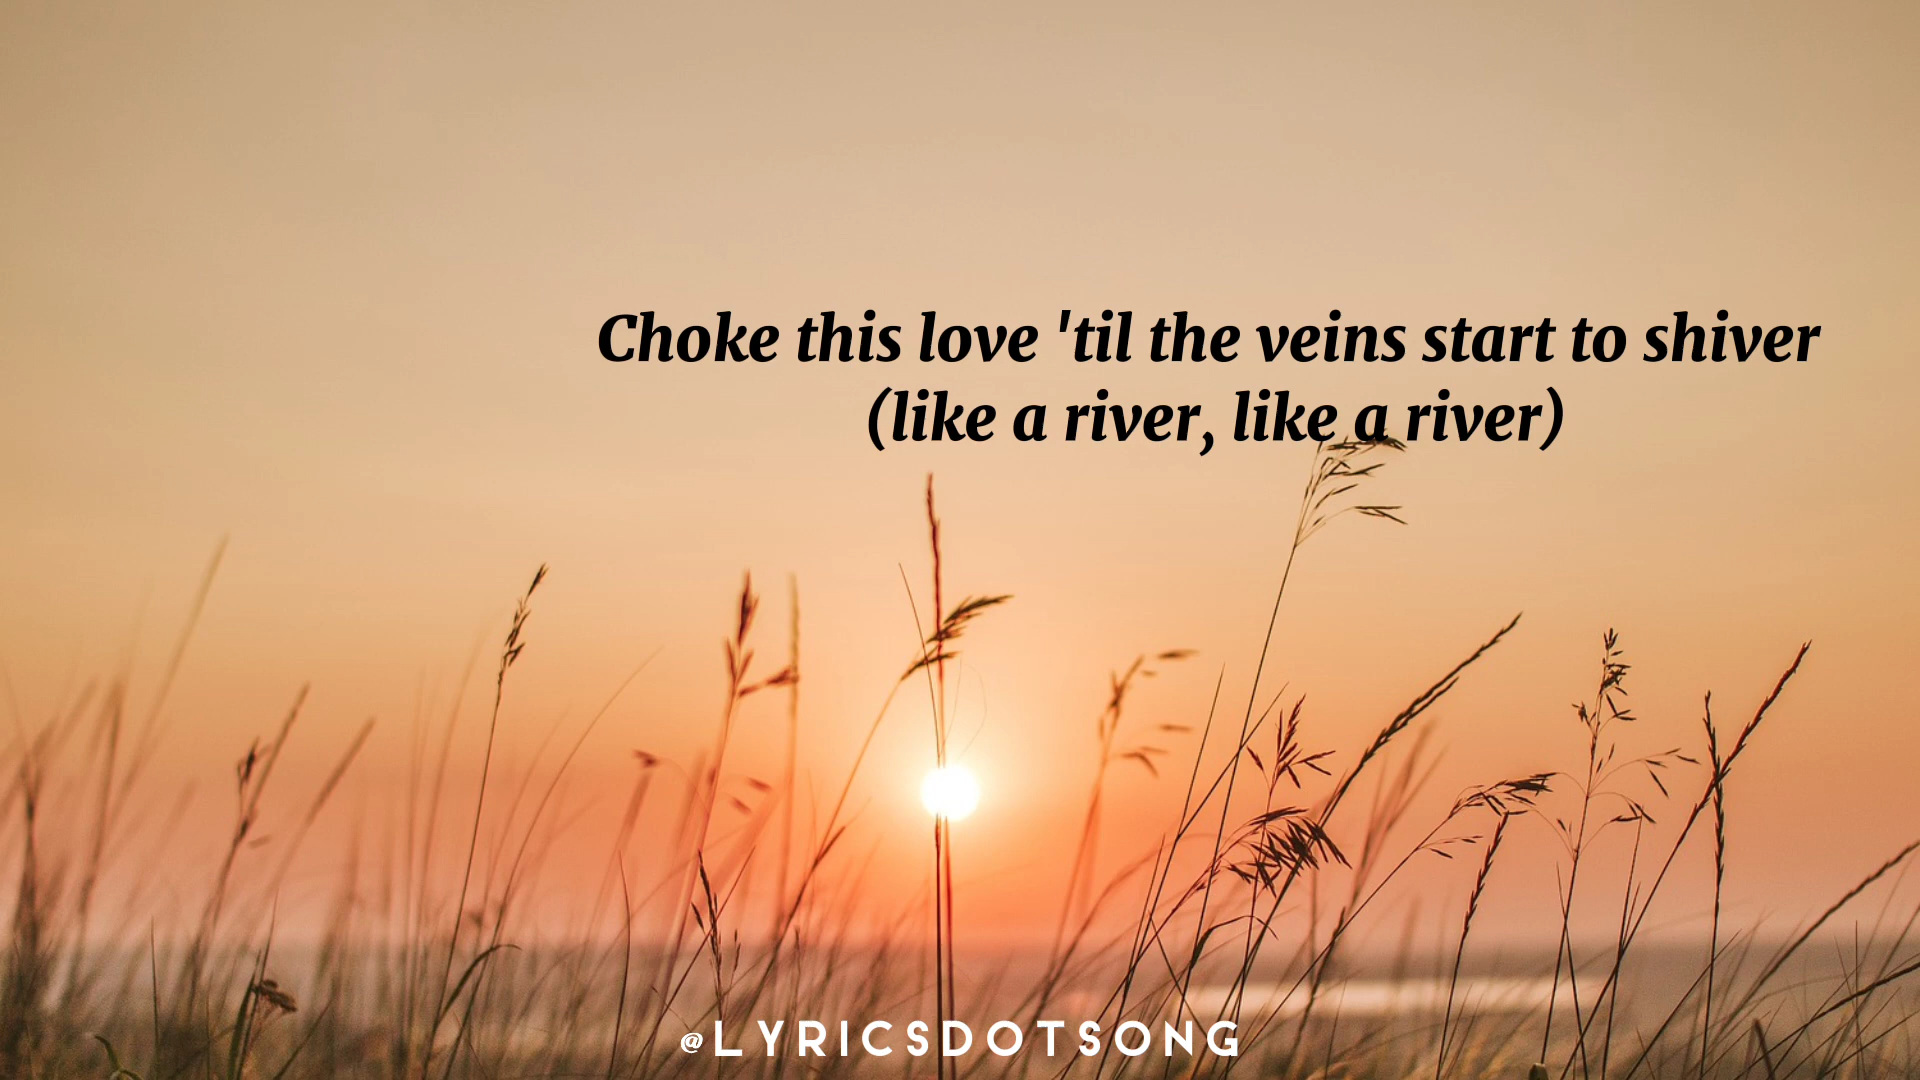 Choke this love 'til the veins start to shiver
(like a river, like a river)
@LYRICSDOTSONG